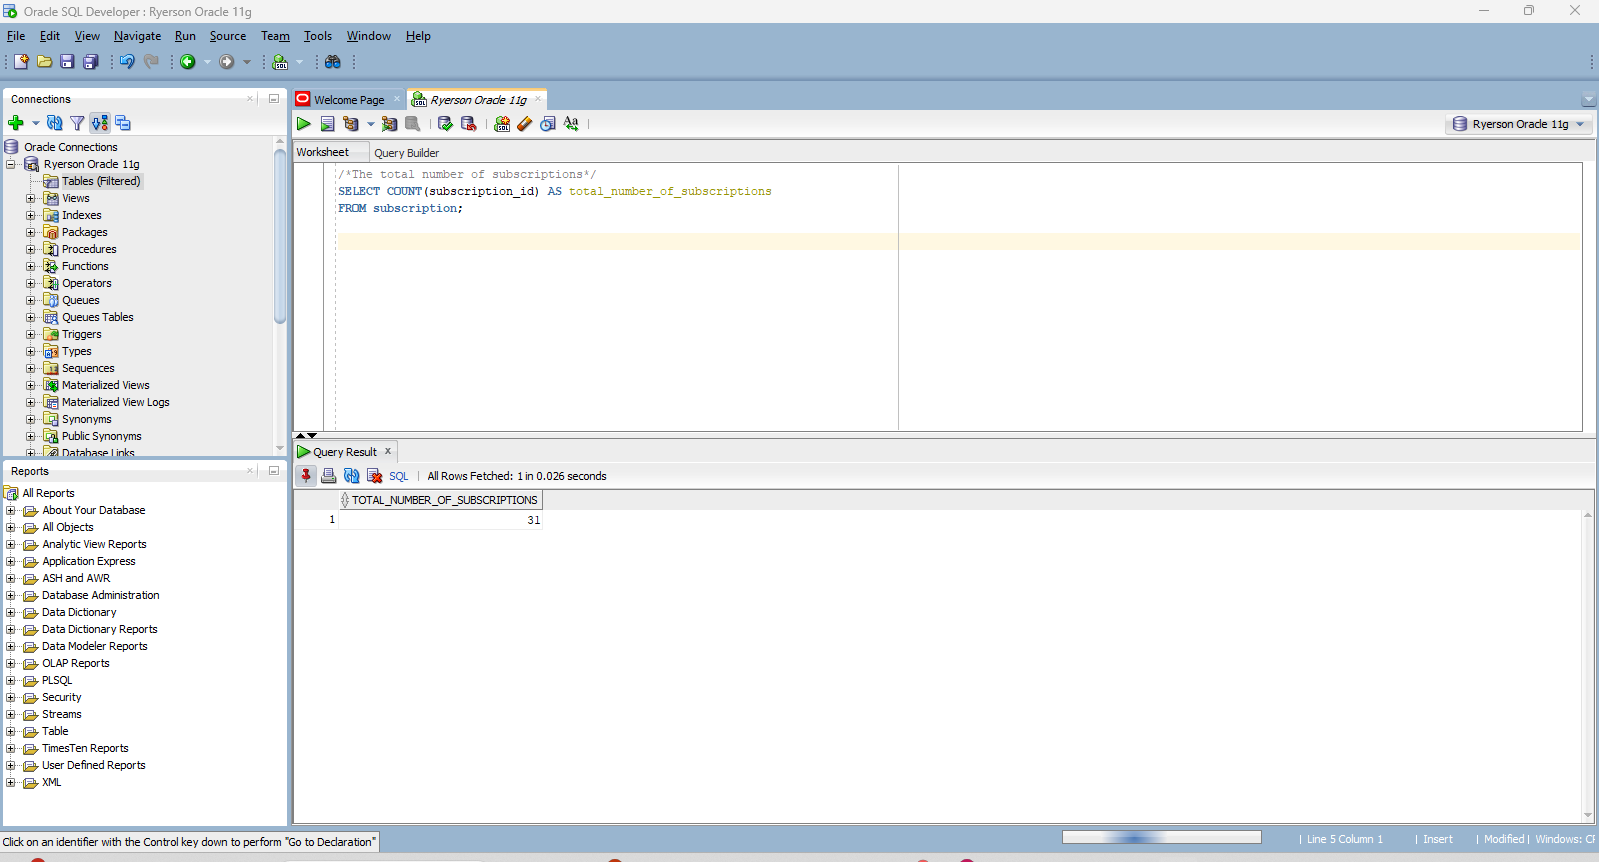 Oracle SQL Developer : Ryerson Oracle 11g
File Edit View Navigate Run Source Team Tools Window Help
Connections
Oracle Connections
Ryerson Oracle 11g
Tables (Filtered)
Views
Indexes
Packages
Procedures
Functions
Operators
Queues
Queues Tables
Triggers
Types
Sequences
Materialized Views
Materialized View Logs
Synonyms
Public Synonyms
Database Links
Reports
All Reports
About Your Database
All Objects
Analytic View Reports
Application Express
ASH and AWR
Database Administration
Data Dictionary
Data Dictionary Reports
Data Modeler Reports
OLAP Reports
PLSQL
Security
Streams
Table
TimesTen Reports
User Defined Reports
XML
Welcome Page
Ryerson Oracle 11g
Ryerson Oracle 11g
Worksheet Query Builder
/*The total number of subscriptions*/
SELECT COUNT(subscription_id) AS total_number_of_subscriptions
FROM subscription;
Query Result
SQL | All Rows Fetched: 1 in 0.026 seconds
TOTAL_NUMBER_OF_SUBSCRIPTIONS
1 31
Click on an identifier with the Control key down to perform "Go to Declaration"
| Line 5 Column 1 | Insert | Modified | Windows: CF